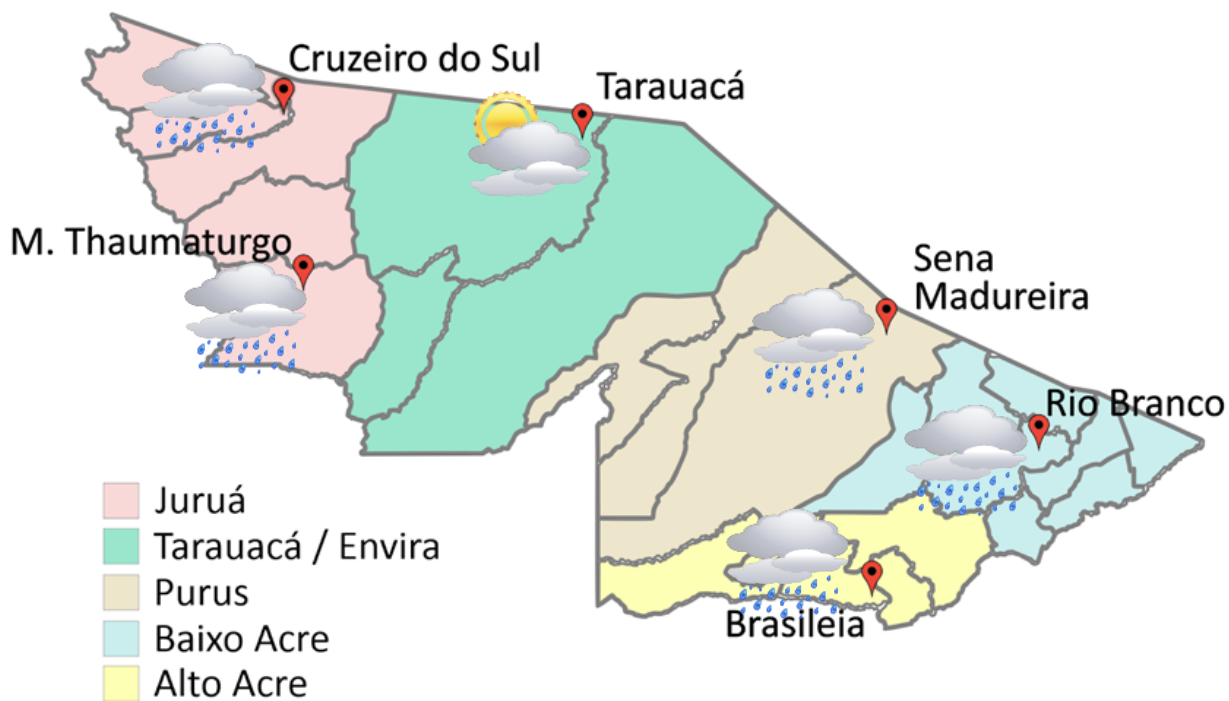 Cruzeiro do Sul
Tarauacá
M. Thaumaturgo
Sena
Madureira
Rio Branco
Brasileia
Juruá
Tarauacá / Envira
Purus
Baixo Acre
Alto Acre